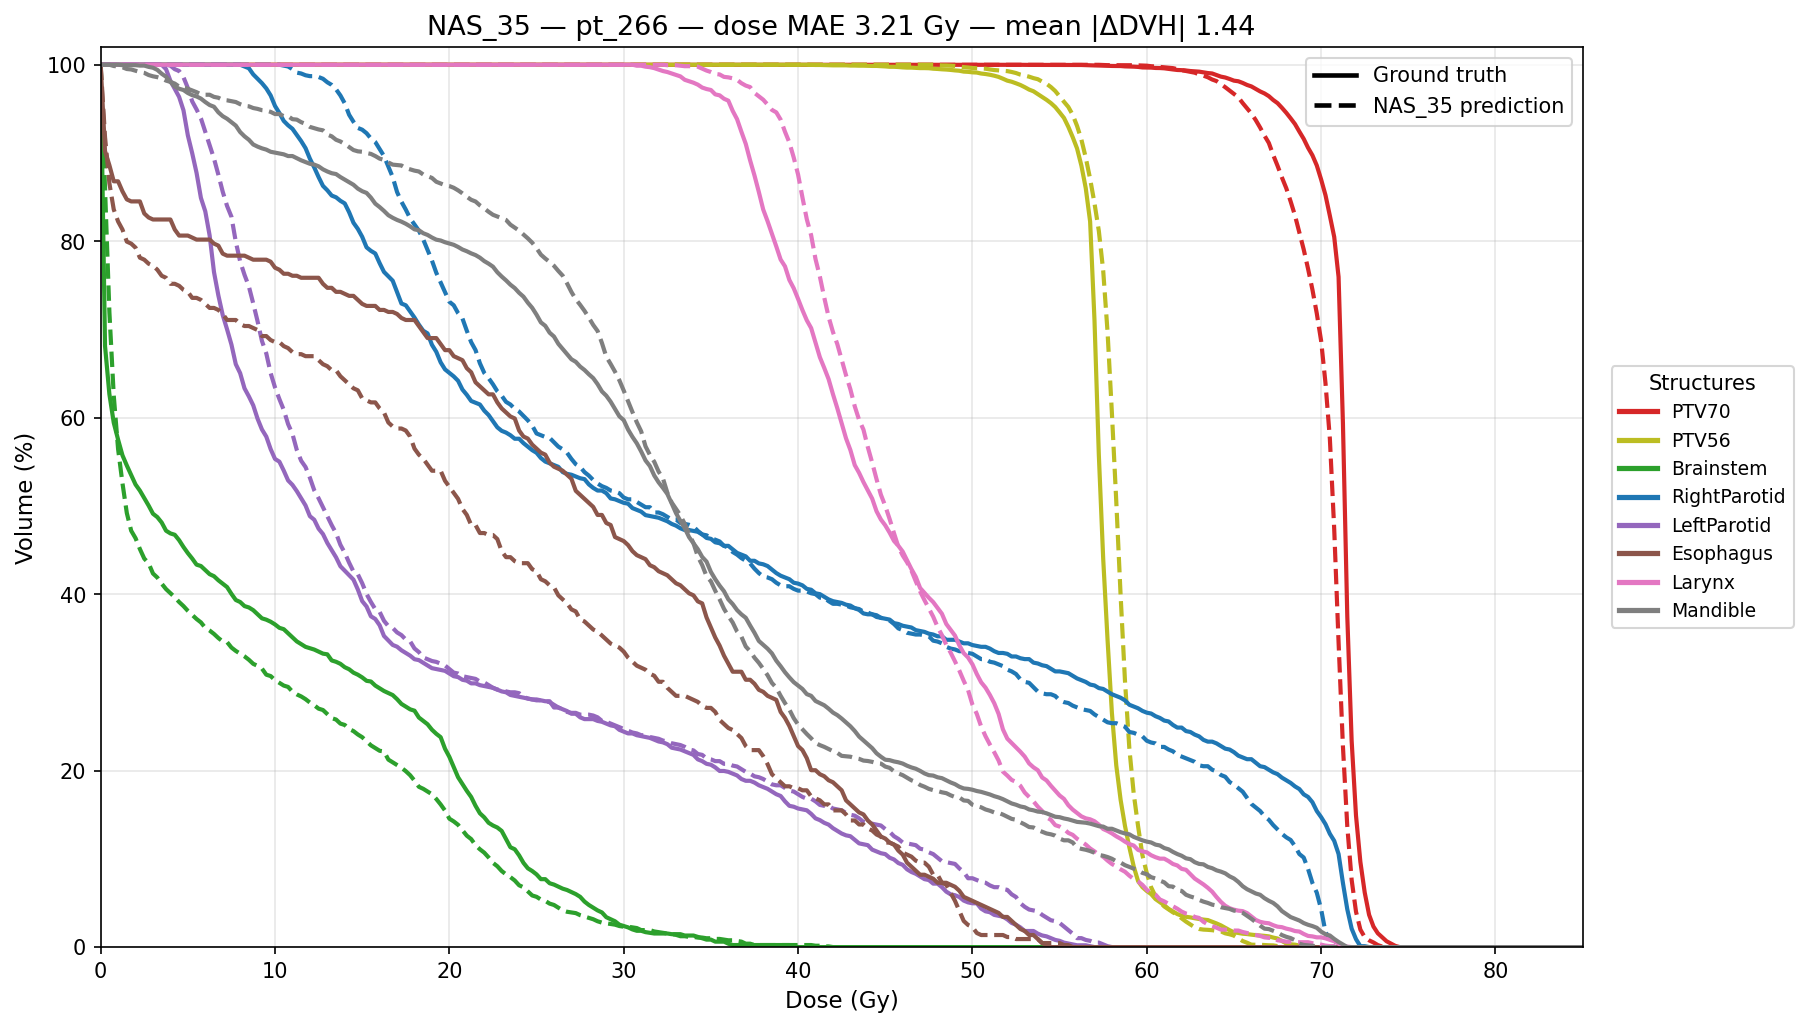 NAS_35 — pt_266 — dose MAE 3.21 Gy — mean |ΔDVH| 1.44
Ground truth
NAS_35 prediction
Structures
PTV70
PTV56
Brainstem
RightParotid
LeftParotid
Esophagus
Larynx
Mandible
Volume (%)
100
80
60
40
20
0
0 10 20 30 40 50 60 70 80
Dose (Gy)